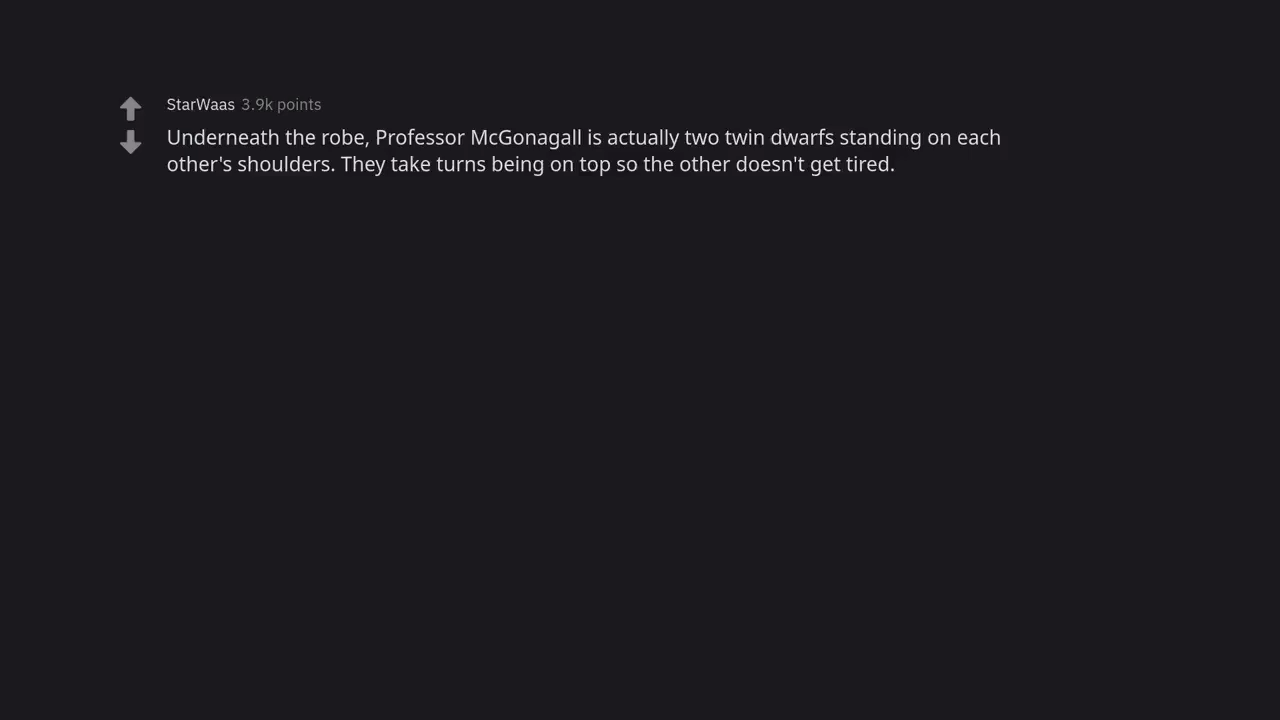 StarWaas 3.9k points
Underneath the robe, Professor McGonagall is actually two twin dwarfs standing on each
other's shoulders. They take turns being on top so the other doesn't get tired.